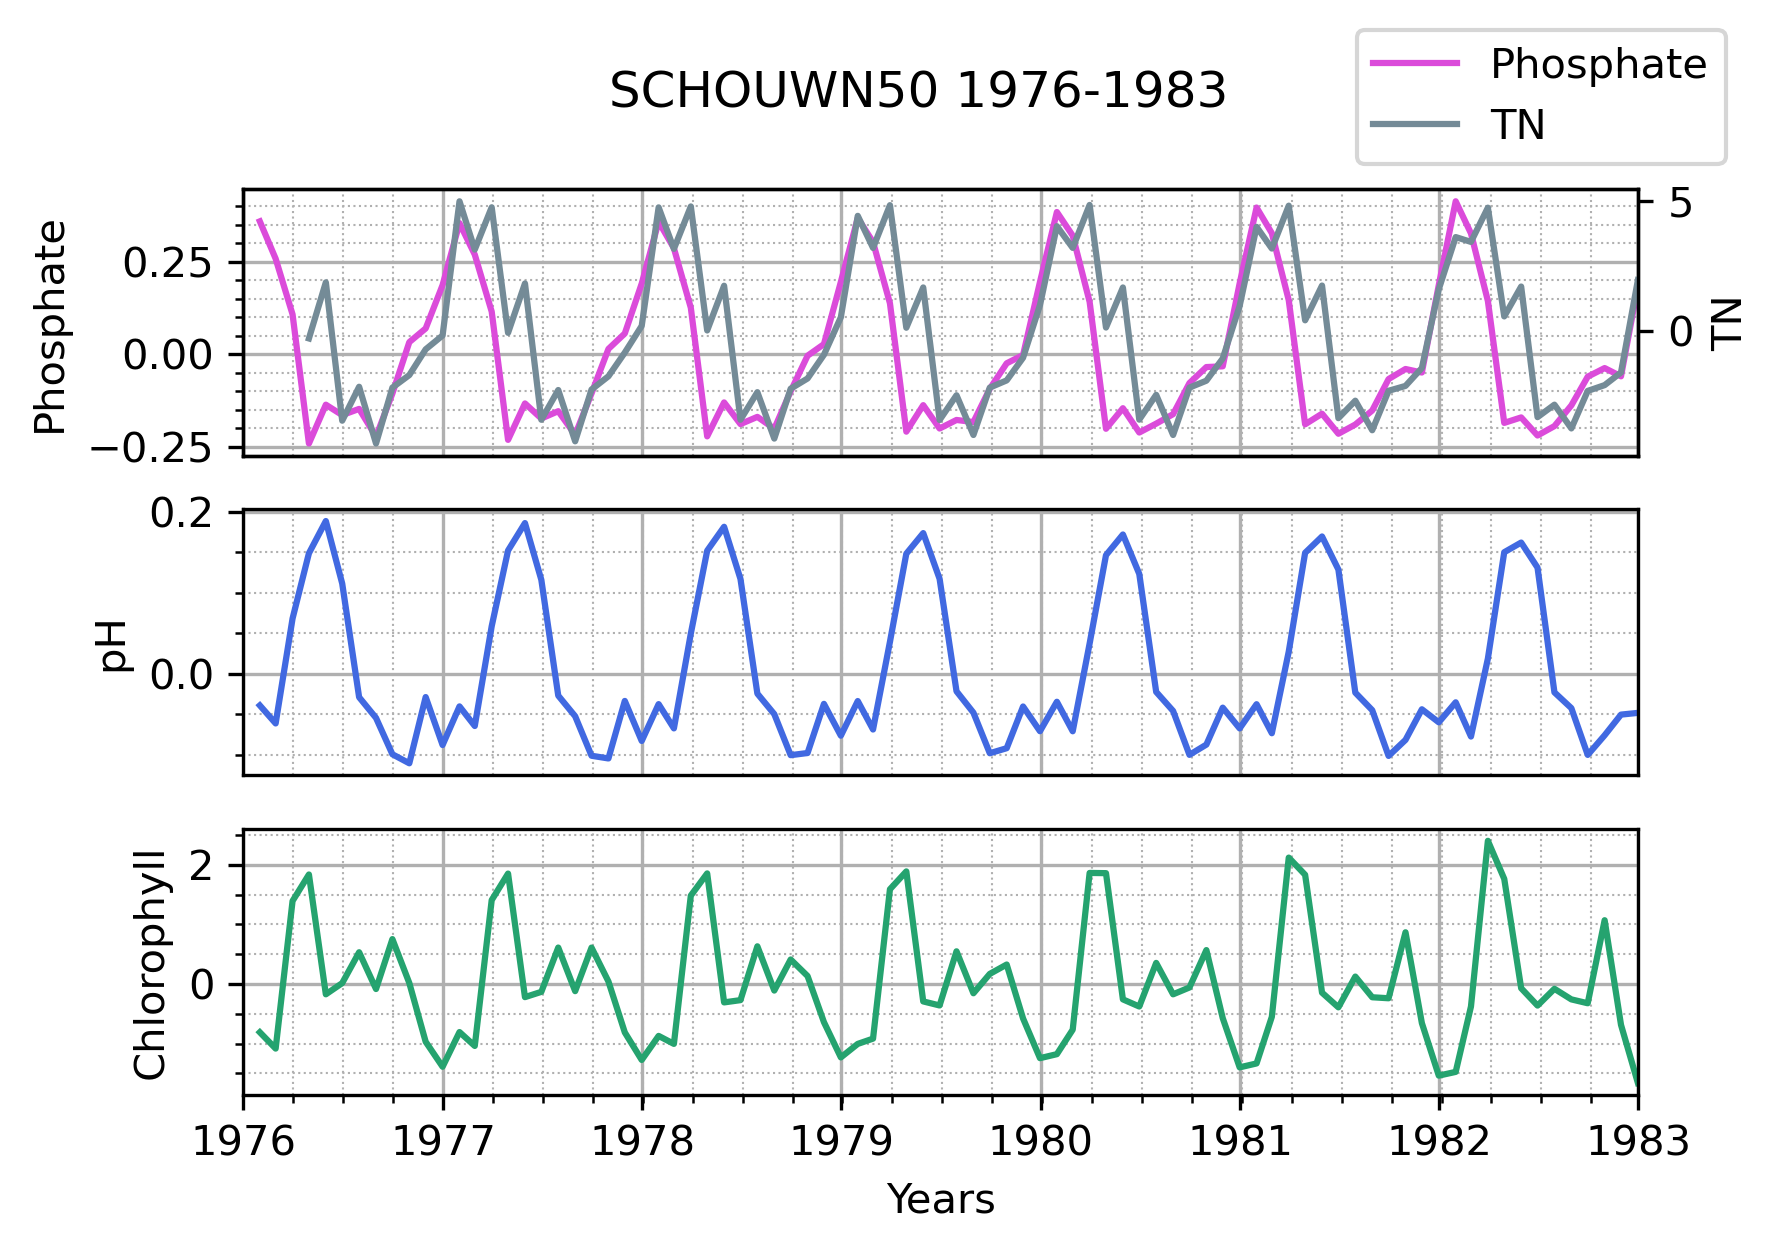 SCHOUWN50 1976-1983
Phosphate
TN
Phosphate
0.25
0.00
−0.25
5
0
TN
pH
0.2
0.0
Chlorophyll
2
0
1976 1977 1978 1979 1980 1981 1982 1983
Years